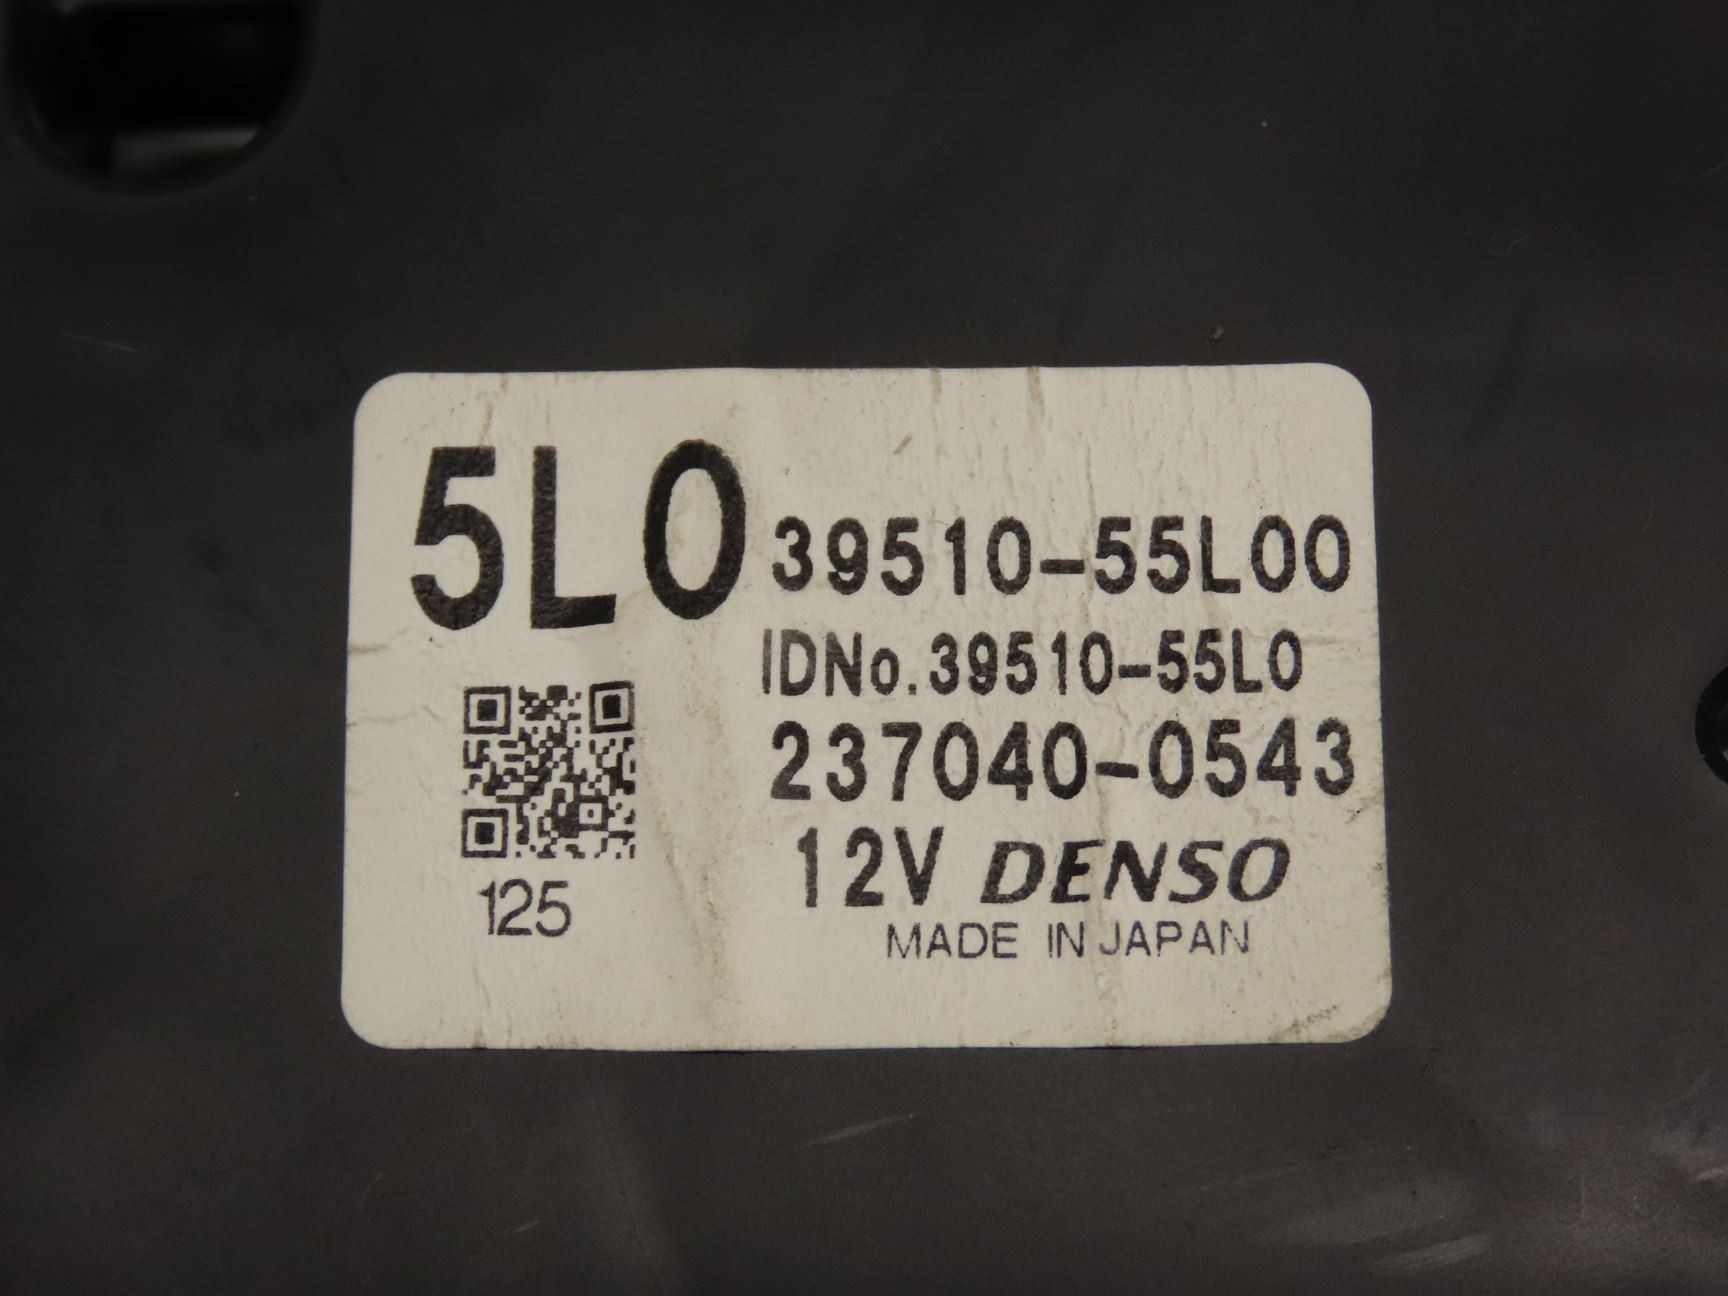 5L0
39510-55L00
IDNo.39510-55L0
237040-0543
12V DENSO
MADE IN JAPAN
125